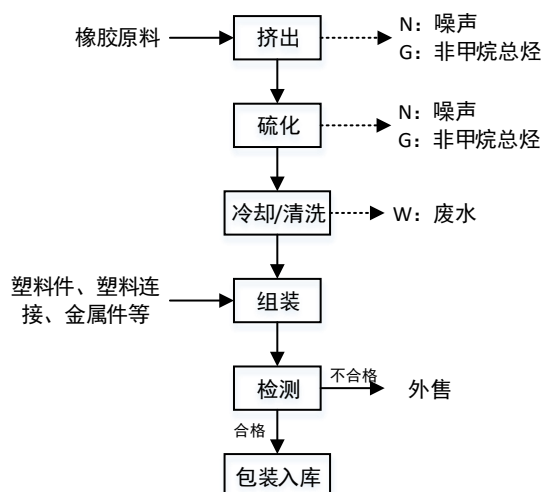 橡胶原料
挤出
N：噪声
G：非甲烷总烃
硫化
N：噪声
G：非甲烷总烃
冷却/清洗
W：废水
塑料件、塑料连
接、金属件等
组装
检测
不合格
外售
合格
包装入库